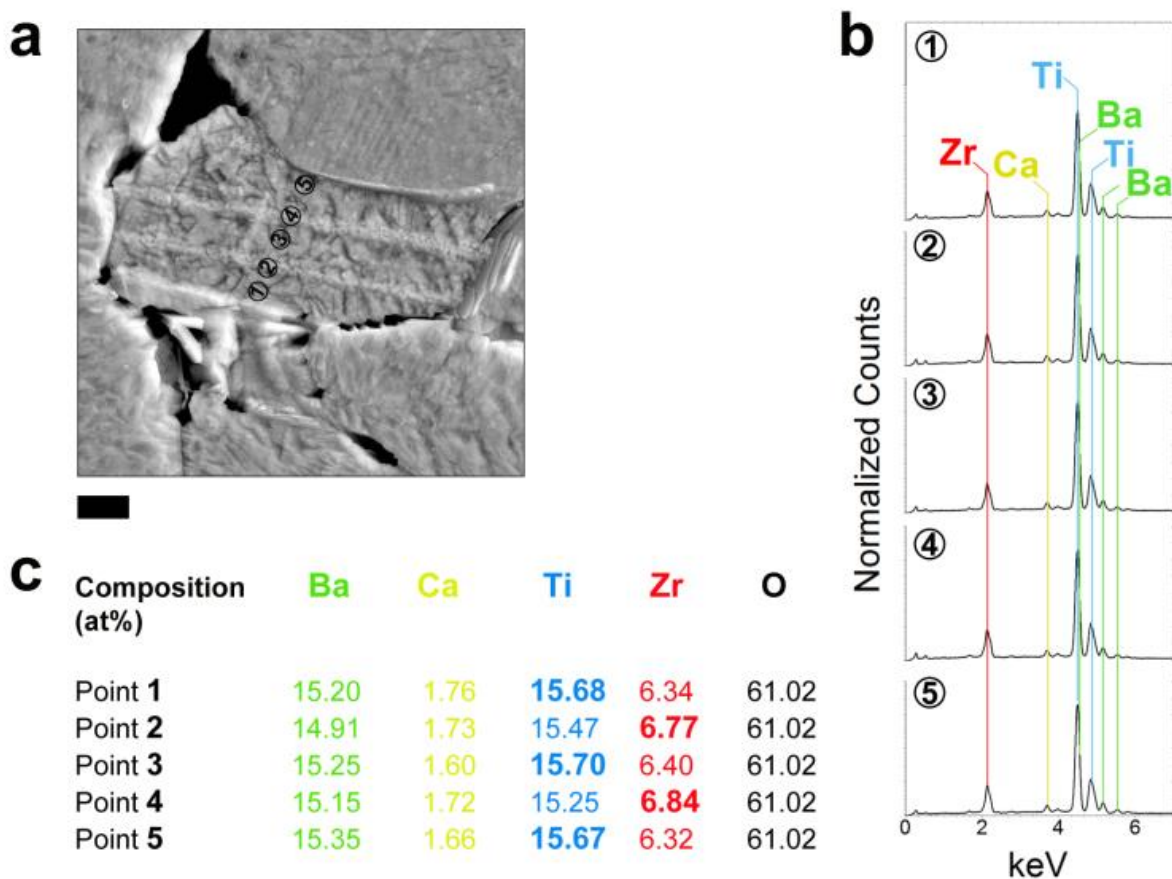 a
⑤
④
③
②
①
b
①
Ti
Ba
Zr
Ti
Ca
Ba
②
③
④
⑤
Normalized Counts
0 2 4 6
keV
c
Composition (at%) Ba Ca Ti Zr O
Point 1 15.20 1.76 15.68 6.34 61.02
Point 2 14.91 1.73 15.47 6.77 61.02
Point 3 15.25 1.60 15.70 6.40 61.02
Point 4 15.15 1.72 15.25 6.84 61.02
Point 5 15.35 1.66 15.67 6.32 61.02